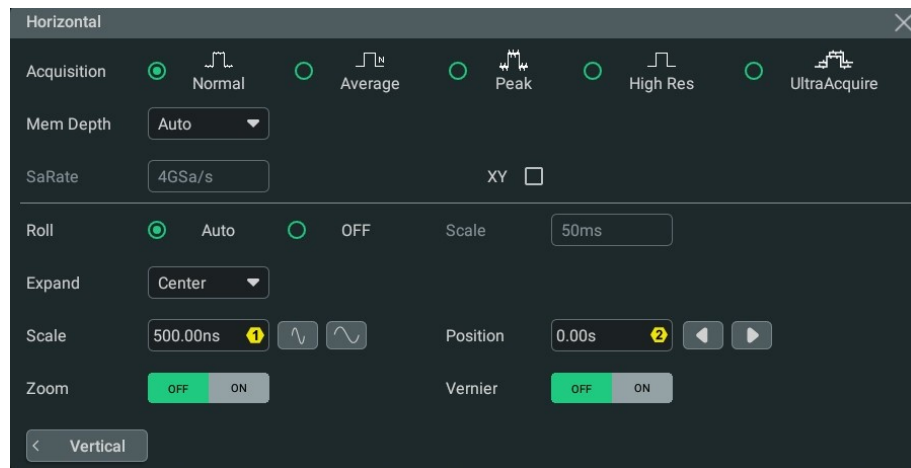 Horizontal
Acquisition Normal N Average Peak High Res UltraAcquire
Mem Depth Auto
SaRate 4GSa/s XY
Roll Auto OFF Scale 50ms
Expand Center
Scale 500.00ns 1 Position 0.00s 2
Zoom OFF ON Vernier OFF ON
< Vertical